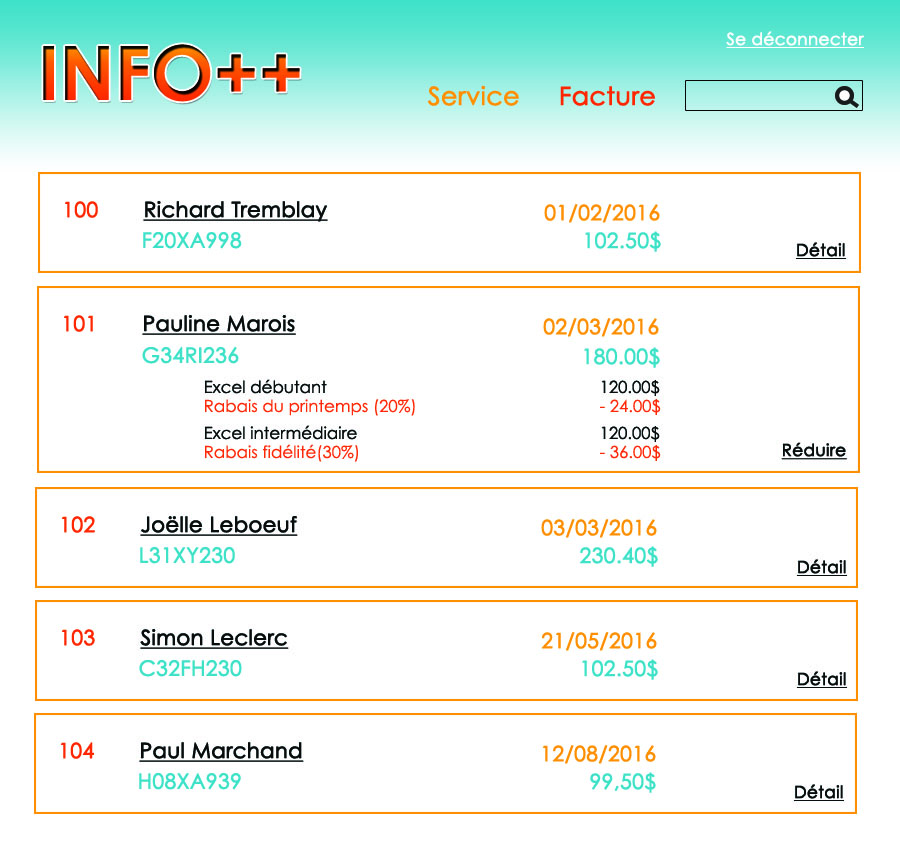 Se déconnecter
INFO++
Service Facture
100 Richard Tremblay 01/02/2016
F20XA998 102.50$
Détail
101 Pauline Marois 02/03/2016
G34RI236 180.00$
Excel débutant 120.00$
Rabais du printemps (20%) - 24.00$
Excel intermédiaire 120.00$
Rabais fidélité(30%) - 36.00$
Réduire
102 Joëlle Leboeuf 03/03/2016
L31XY230 230.40$
Détail
103 Simon Leclerc 21/05/2016
C32FH230 102.50$
Détail
104 Paul Marchand 12/08/2016
H08XA939 99,50$
Détail